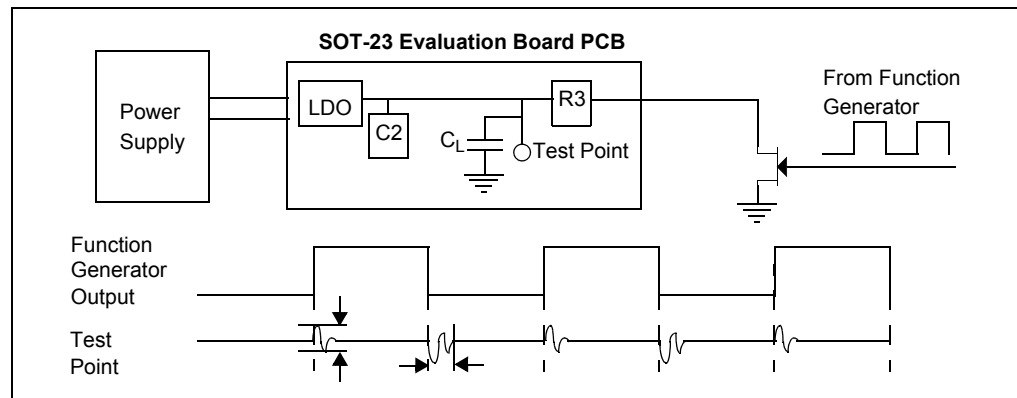 SOT-23 Evaluation Board PCB
Power
Supply
LDO
C2
CL
Test Point
R3
From Function
Generator
Function
Generator
Output
Test
Point